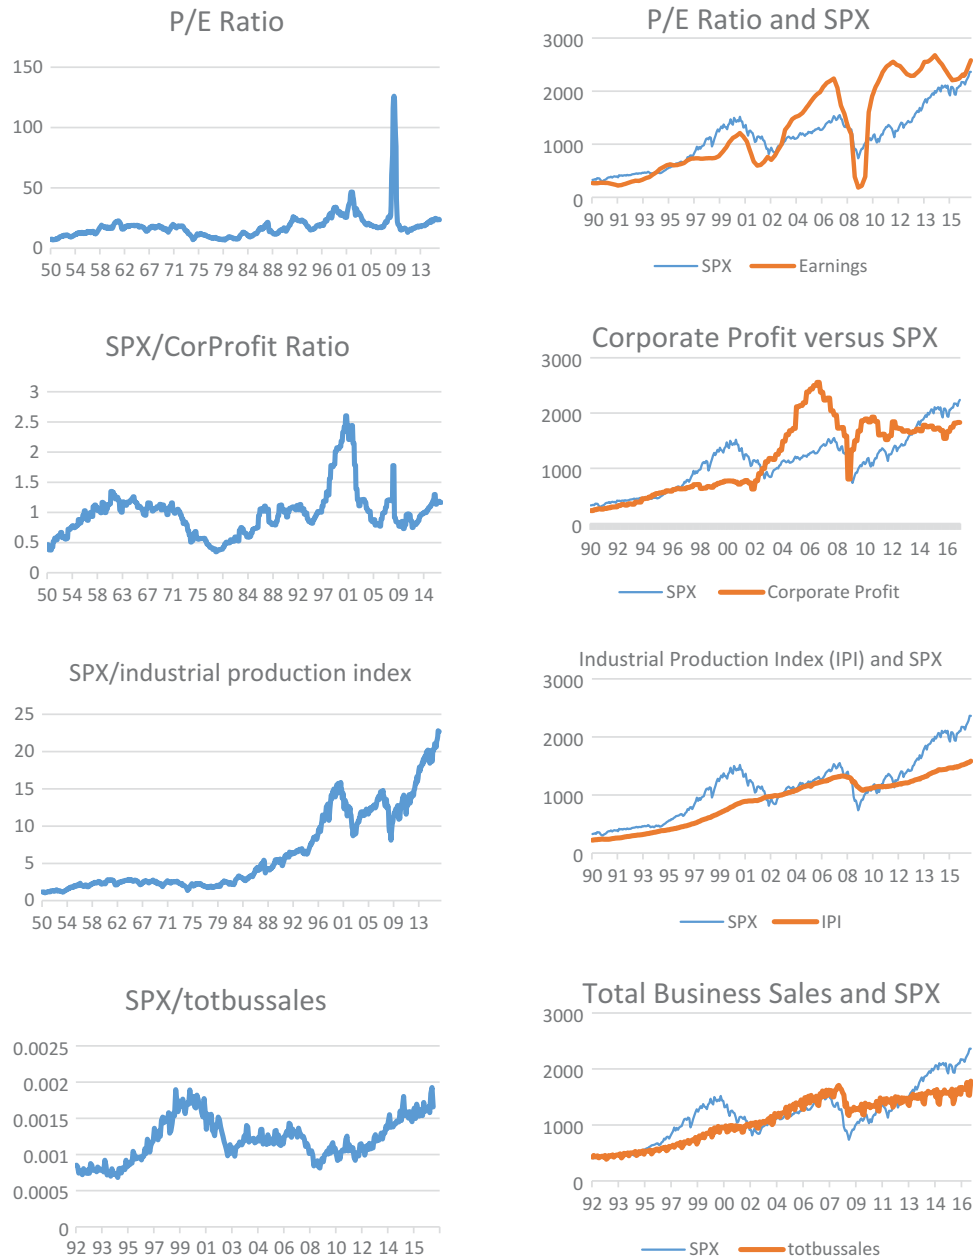 P/E Ratio
150
100
50
0
50 54 58 62 67 71 75 79 83 88 92 96 01 05 09 13
P/E Ratio and SPX
3000
2000
1000
0
90 91 93 95 97 99 01 02 04 06 07 09 10 12 13 15
SPX Earnings
SPX/CorProfit Ratio
3
2.5
2
1.5
1
0.5
0
50 54 58 63 67 71 75 80 84 88 92 97 01 05 09 14
Corporate Profit versus SPX
3000
2000
1000
0
90 92 94 96 98 00 02 04 06 08 10 12 14 16
SPX Corporate Profit
SPX/industrial production index
25
20
15
10
5
0
50 54 58 62 67 71 75 79 83 88 92 96 01 05 09 13
Industrial Production Index (IPI) and SPX
3000
2000
1000
0
90 91 93 94 97 99 01 02 04 06 08 09 10 12 13 15
SPX IPI
SPX/totbussales
0.0025
0.002
0.0015
0.001
0.0005
0
92 93 95 97 99 01 03 05 07 09 10 12 14 15
Total Business Sales and SPX
3000
2000
1000
0
92 93 95 97 99 00 02 04 06 07 09 11 13 14 16
SPX totbussales